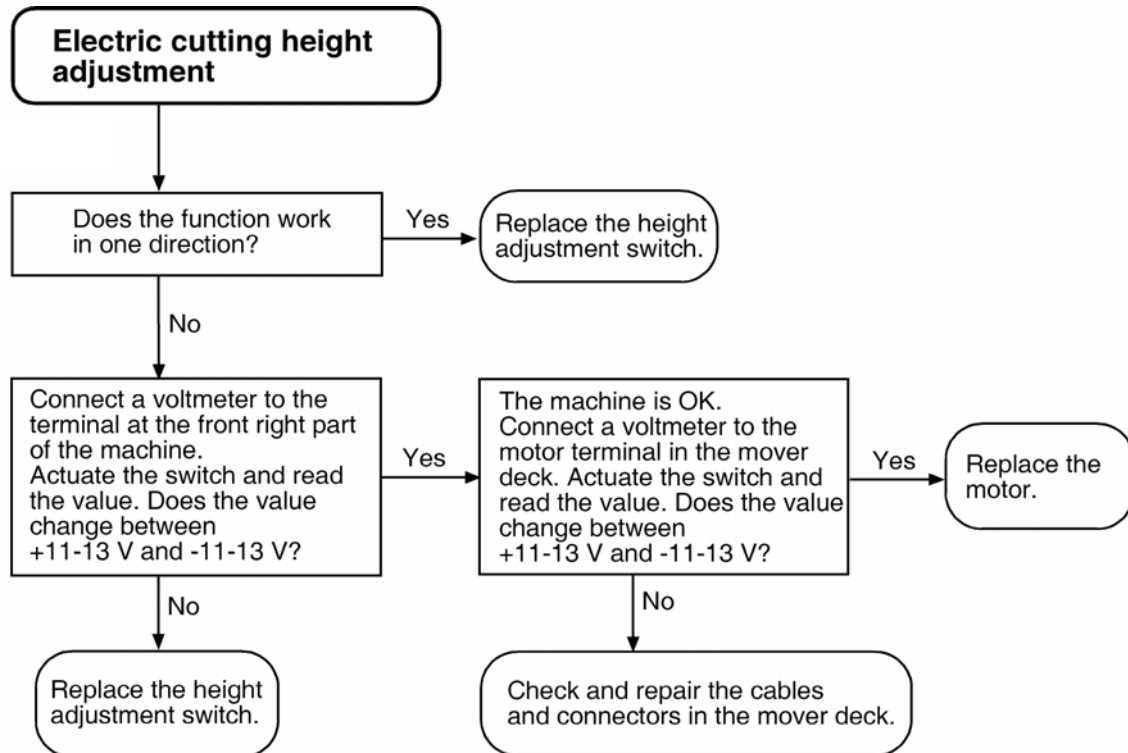 Electric cutting height
adjustment
Does the function work
in one direction?
Yes
Replace the height
adjustment switch.
No
Connect a voltmeter to the
terminal at the front right part
of the machine.
Actuate the switch and read
the value. Does the value
change between
+11-13 V and -11-13 V?
Yes
The machine is OK.
Connect a voltmeter to the
motor terminal in the mover
deck. Actuate the switch and
read the value. Does the value
change between
+11-13 V and -11-13 V?
Yes
Replace the
motor.
No
Replace the height
adjustment switch.
No
Check and repair the cables
and connectors in the mover deck.